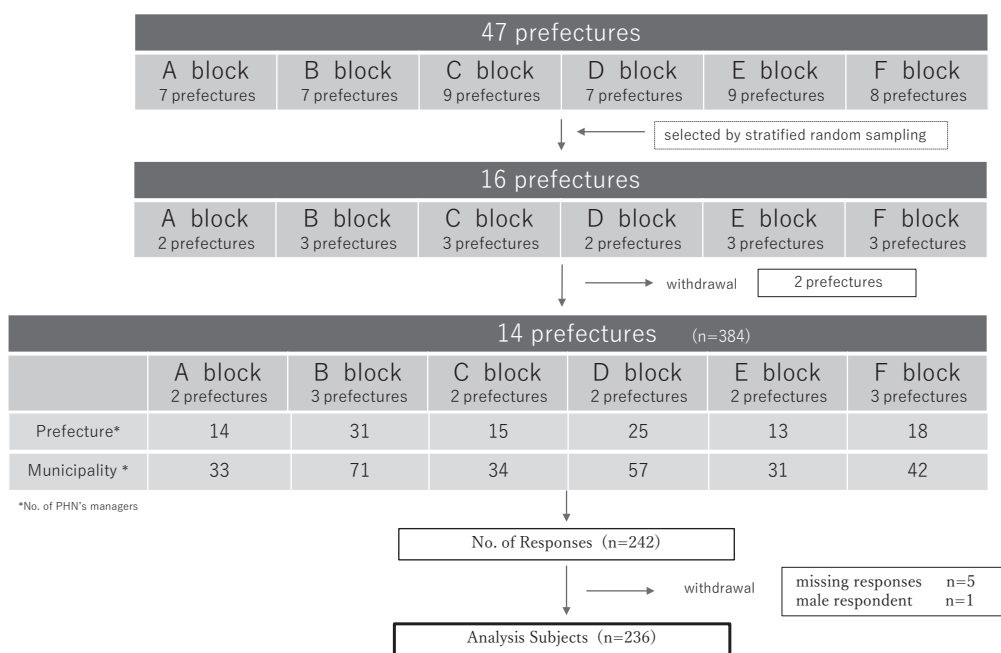 47 prefectures
A block B block C block D block E block F block
7 prefectures 7 prefectures 9 prefectures 7 prefectures 9 prefectures 8 prefectures
selected by stratified random sampling
16 prefectures
A block B block C block D block E block F block
2 prefectures 3 prefectures 3 prefectures 2 prefectures 3 prefectures 3 prefectures
withdrawal 2 prefectures
14 prefectures (n=384)
A block B block C block D block E block F block
2 prefectures 3 prefectures 2 prefectures 2 prefectures 2 prefectures 3 prefectures
Prefecture* 14 31 15 25 13 18
Municipality * 33 71 34 57 31 42
*No. of PHN's managers
No. of Responses (n=242)
withdrawal
missing responses n=5
male respondent n=1
Analysis Subjects (n=236)